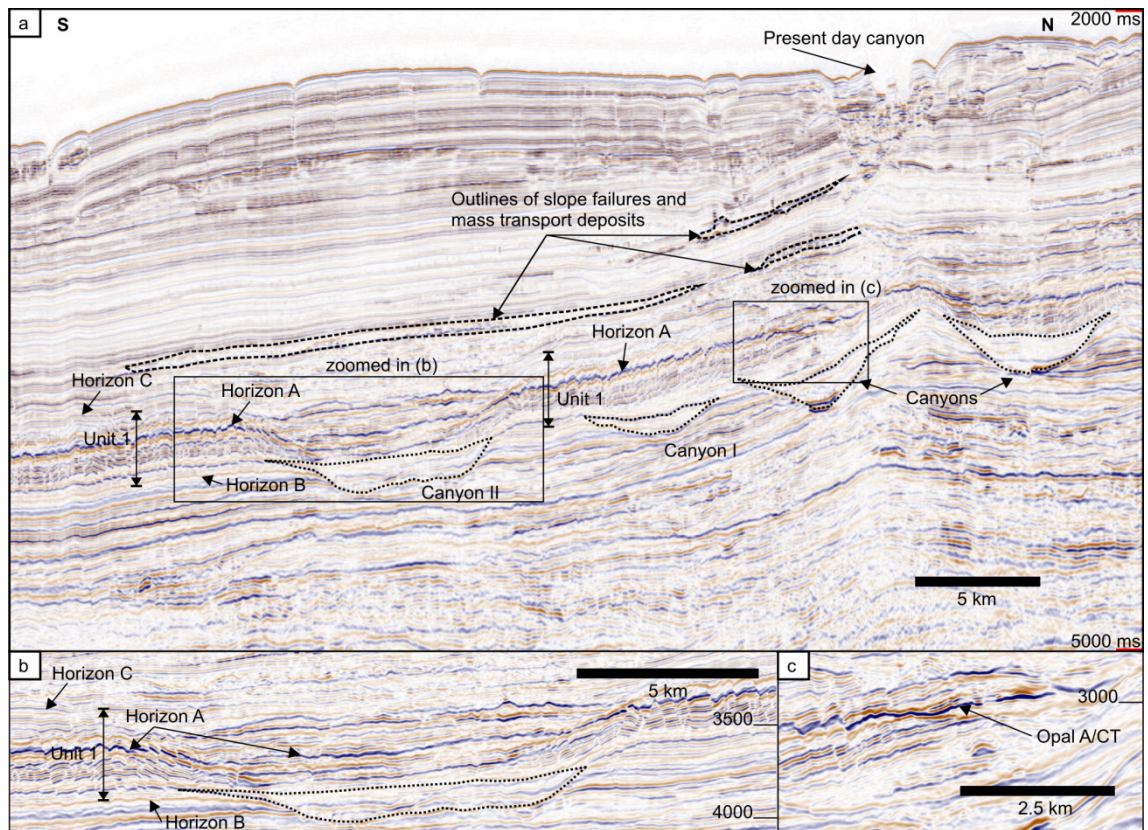 a
S
N
2000 ms
Present day canyon
Outlines of slope failures and
mass transport deposits
zoomed in (c)
Horizon A
zoomed in (b)
Horizon C
Horizon A
Unit 1
Unit 1
Canyons
Canyon I
Horizon B
Canyon II
5 km
5000 ms
b
Horizon C
5 km
Horizon A
3500
Unit 1
Horizon B
4000
c
3000
Opal A/CT
2.5 km